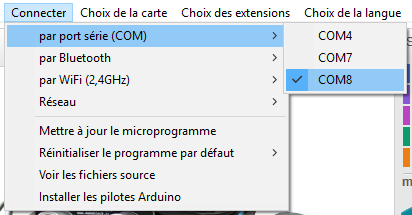 Connecter Choix de la carte Choix des extensions Choix de la langue
par port série (COM)
COM4
par Bluetooth
COM7
par WiFi (2,4GHz)
COM8
Réseau
Mettre à jour le microprogramme
Réinitialiser le programme par défaut
Voir les fichiers source
Installer les pilotes Arduino